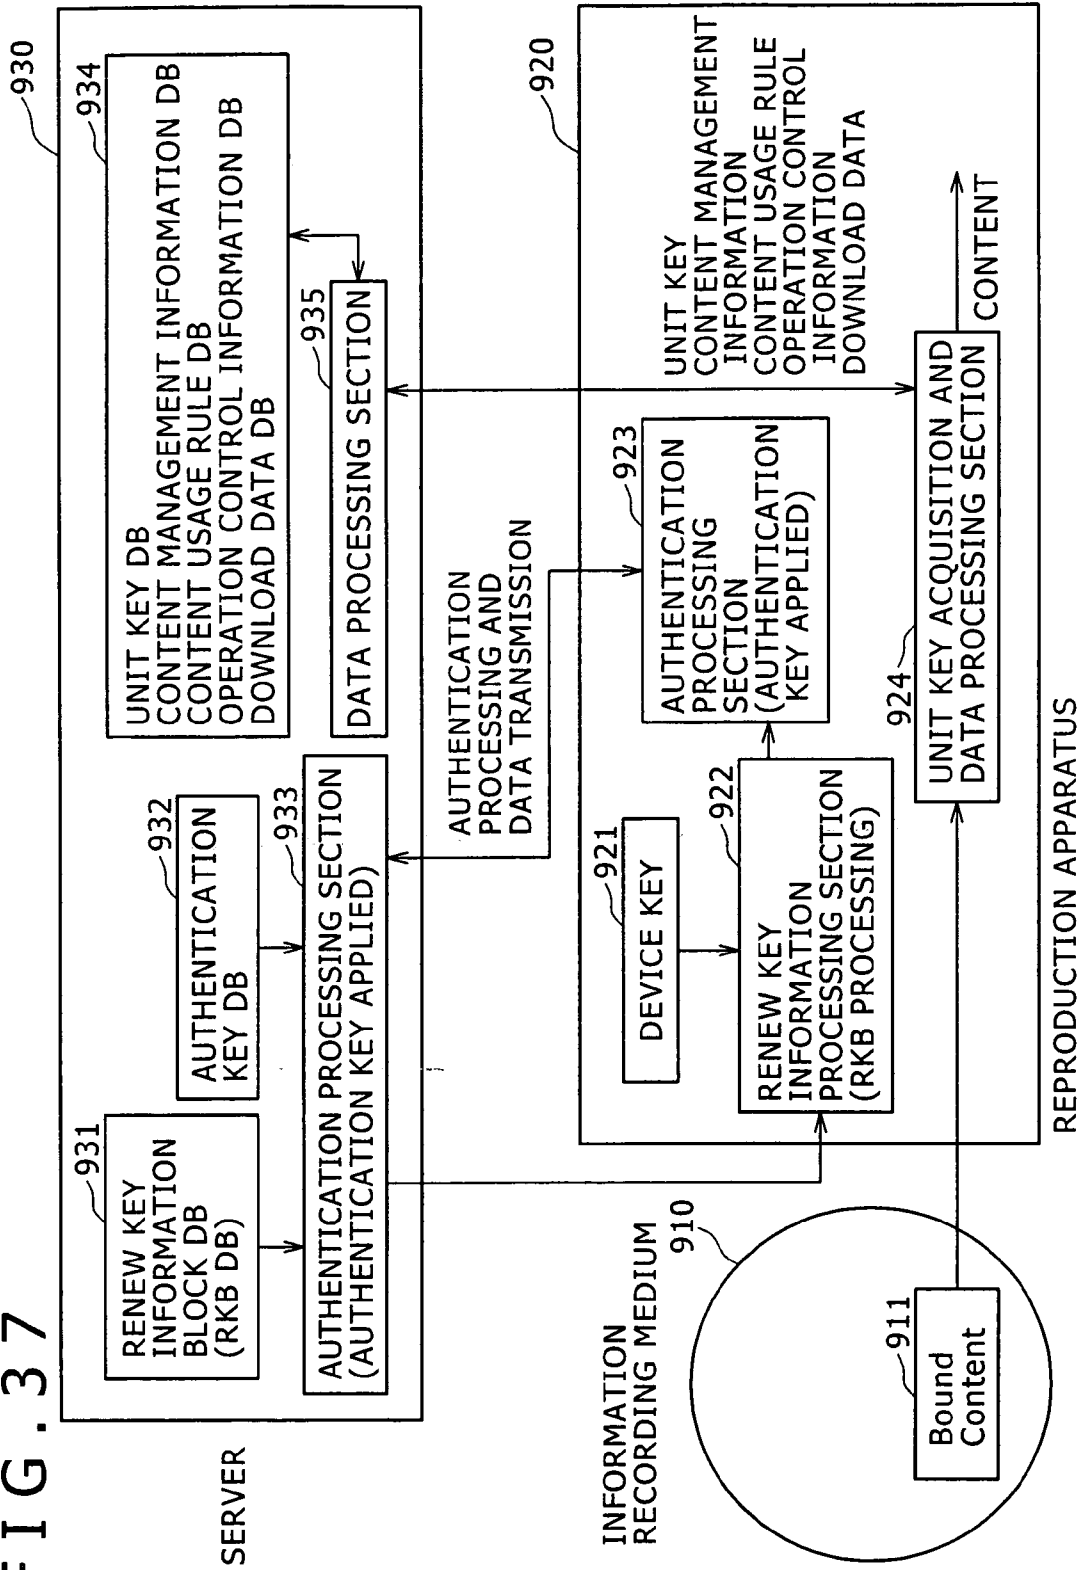 FIG.37
SERVER
930
931
RENEW KEY
INFORMATION
BLOCK DB
(RKB DB)
932
AUTHENTICATION
KEY DB
934
UNIT KEY DB
CONTENT MANAGEMENT INFORMATION DB
CONTENT USAGE RULE DB
OPERATION CONTROL INFORMATION DB
DOWNLOAD DATA DB
933
AUTHENTICATION PROCESSING SECTION
(AUTHENTICATION KEY APPLIED)
935
DATA PROCESSING SECTION
AUTHENTICATION
PROCESSING AND
DATA TRANSMISSION
INFORMATION
RECORDING MEDIUM
910
911
Bound
Content
920
921
DEVICE KEY
922
RENEW KEY
INFORMATION
PROCESSING SECTION
(RKB PROCESSING)
923
AUTHENTICATION
PROCESSING
SECTION
(AUTHENTICATION
KEY APPLIED)
UNIT KEY
CONTENT MANAGEMENT
INFORMATION
CONTENT USAGE RULE
OPERATION CONTROL
INFORMATION
DOWNLOAD DATA
924
UNIT KEY ACQUISITION AND
DATA PROCESSING SECTION
CONTENT
REPRODUCTION APPARATUS